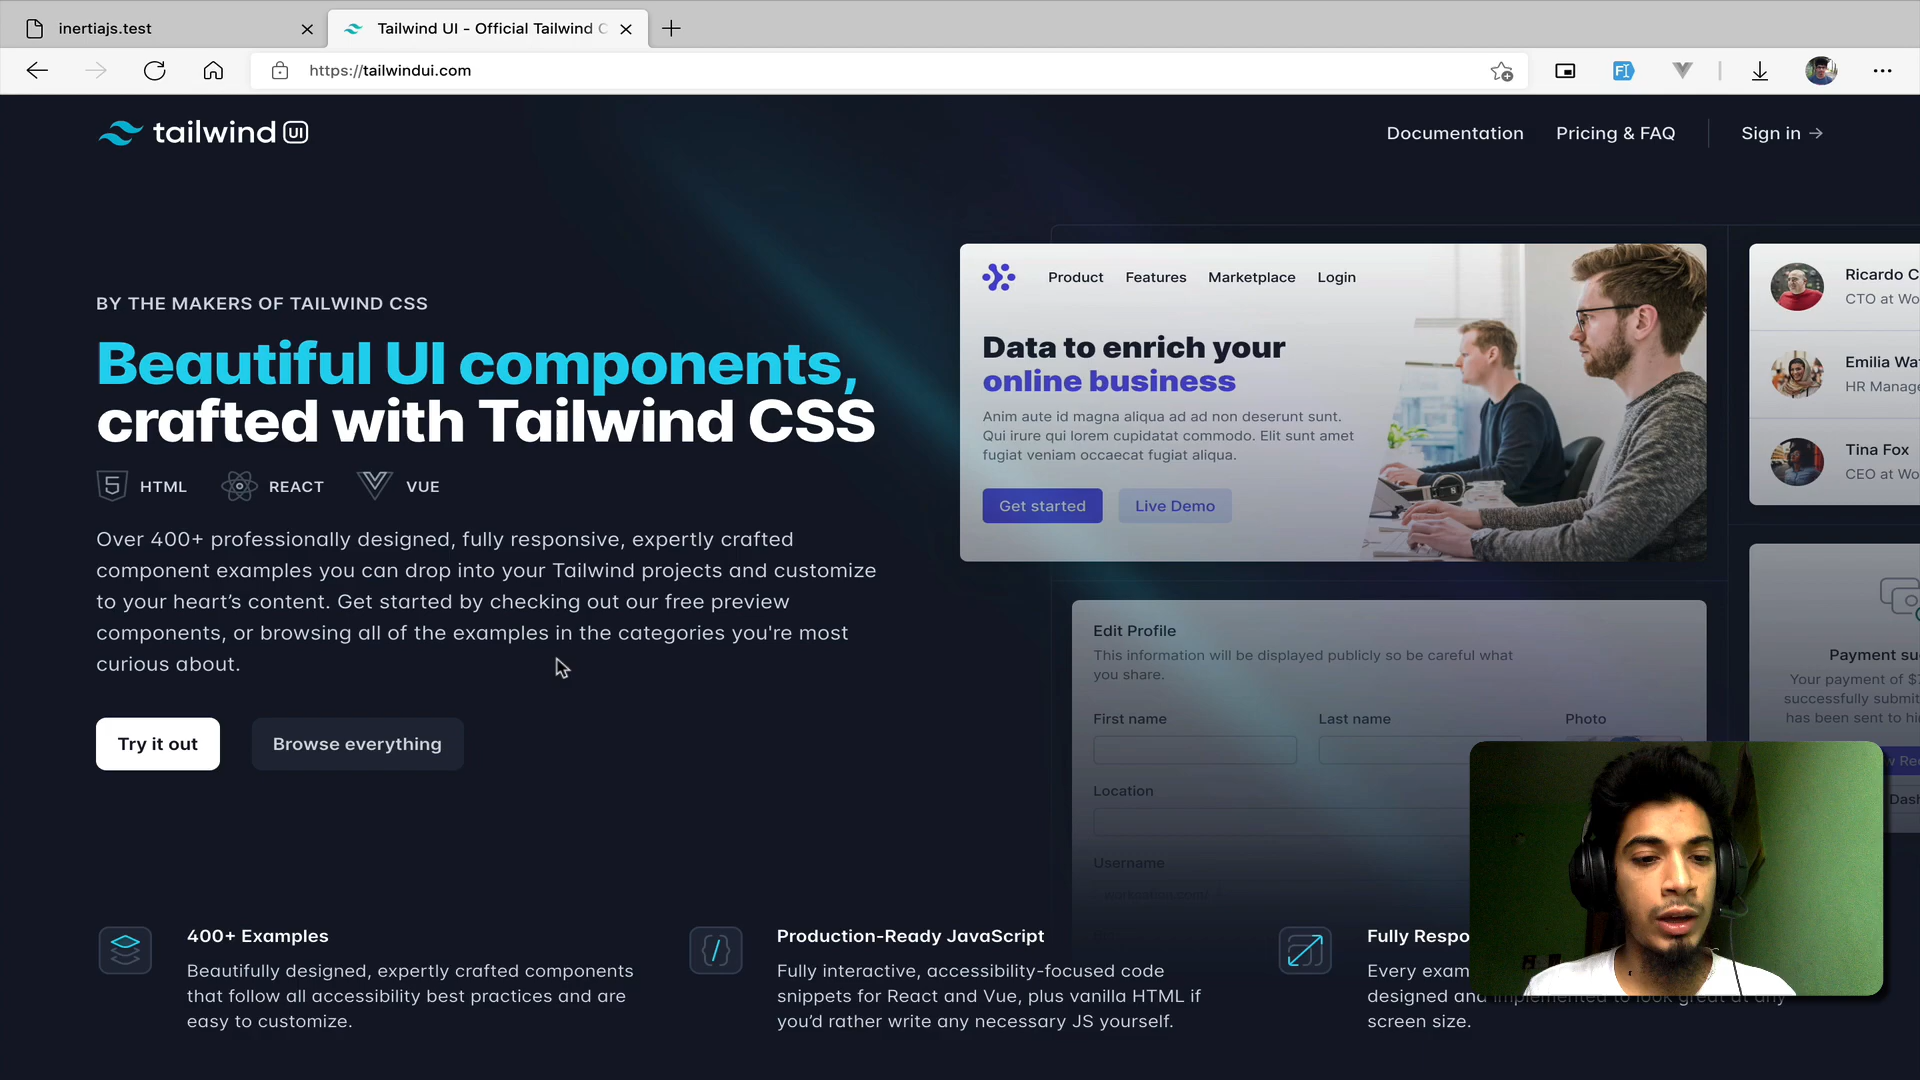 inertiajs.test
Tailwind UI - Official Tailwind C
https://tailwindui.com
tailwind UI
Documentation
Pricing & FAQ
Sign in →
BY THE MAKERS OF TAILWIND CSS
Beautiful UI components,
crafted with Tailwind CSS
HTML
REACT
VUE
Over 400+ professionally designed, fully responsive, expertly crafted
component examples you can drop into your Tailwind projects and customize
to your heart’s content. Get started by checking out our free preview
components, or browsing all of the examples in the categories you're most
curious about.
Try it out
Browse everything
Product
Features
Marketplace
Login
Data to enrich your
online business
Anim aute id magna aliqua ad ad non deserunt sunt.
Qui irure qui lorem cupidatat commodo. Elit sunt amet
fugiat veniam occaecat fugiat aliqua.
Get started
Live Demo
Ricardo C
CTO at Wo
Emilia Wa
HR Manage
Tina Fox
CEO at Wo
Edit Profile
This information will be displayed publicly so be careful what
you share.
First name
Last name
Photo
Location
Username
Payment su
Your payment of $
successfully submit
has been sent to hi
Dash
400+ Examples
Beautifully designed, expertly crafted components
that follow all accessibility best practices and are
easy to customize.
Production-Ready JavaScript
Fully interactive, accessibility-focused code
snippets for React and Vue, plus vanilla HTML if
you’d rather write any necessary JS yourself.
Fully Respo
Every exam
designed and implemented to look great at any
screen size.